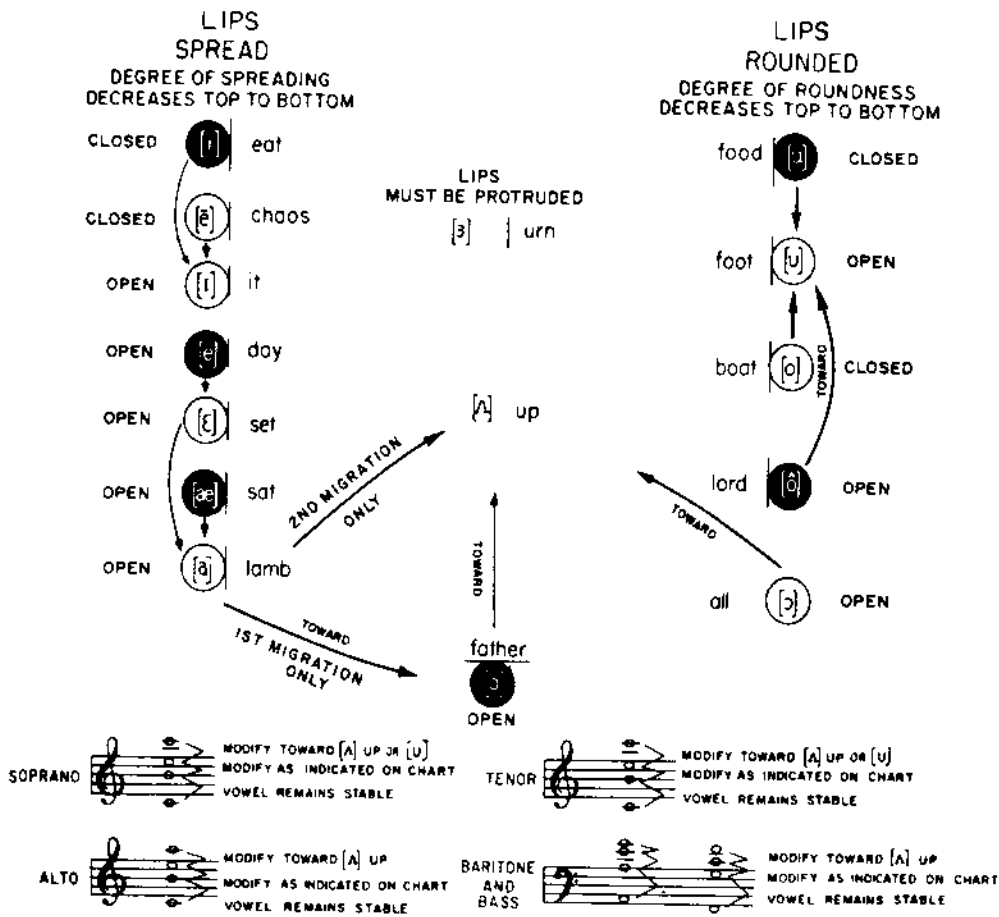 LIPS
SPREAD
DEGREE OF SPREADING
DECREASES TOP TO BOTTOM
CLOSED [i] eat
CLOSED [ē] chaos
OPEN [ɪ] it
OPEN [e] day
OPEN [ɛ] set
OPEN [æ] sat
OPEN [a] lamb
LIPS
MUST BE PROTRUDED
[ɜ] urn
[ʌ] up
2ND MIGRATION
ONLY
TOWARD
1ST MIGRATION
ONLY
TOWARD
father
OPEN
LIPS
ROUNDED
DEGREE OF ROUNDNESS
DECREASES TOP TO BOTTOM
food [u] CLOSED
foot [U] OPEN
boat [o] CLOSED
TOWARD
lord [ô] OPEN
TOWARD
all [ɔ] OPEN
SOPRANO
MODIFY TOWARD [ʌ] UP OR [U]
MODIFY AS INDICATED ON CHART
VOWEL REMAINS STABLE
TENOR
MODIFY TOWARD [ʌ] UP OR [U]
MODIFY AS INDICATED ON CHART
VOWEL REMAINS STABLE
ALTO
MODIFY TOWARD [ʌ] UP
MODIFY AS INDICATED ON CHART
VOWEL REMAINS STABLE
BARITONE
AND
BASS
MODIFY TOWARD [ʌ] UP
MODIFY AS INDICATED ON CHART
VOWEL REMAINS STABLE